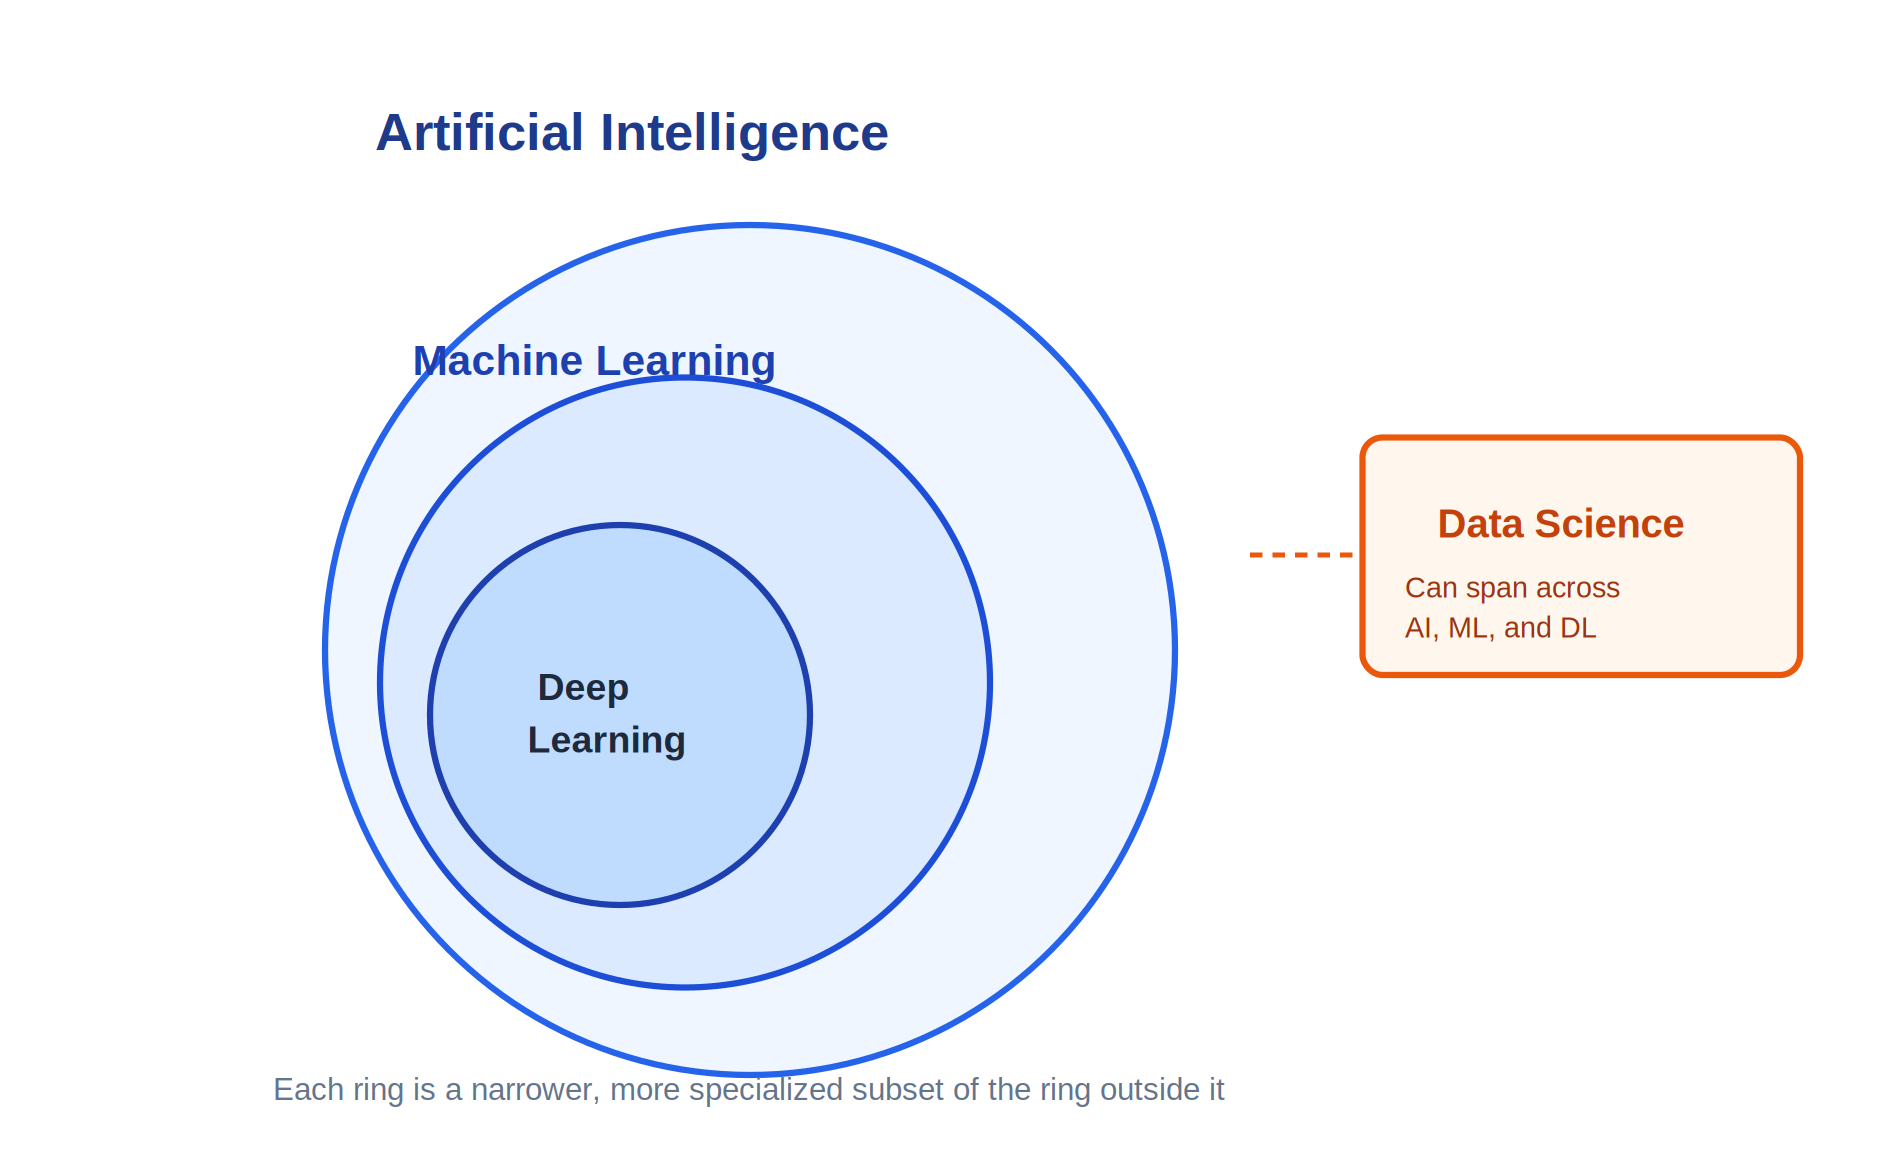 Artificial Intelligence
Machine Learning
Deep
Learning
Data Science
Can span across
AI, ML, and DL
Each ring is a narrower, more specialized subset of the ring outside it